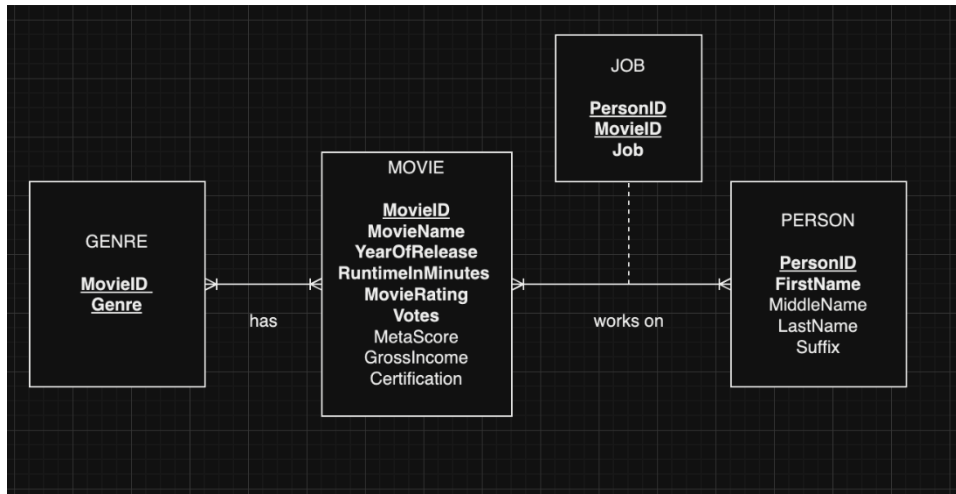 GENRE
MovieID
Genre
has
MOVIE
MovieID
MovieName
YearOfRelease
RuntimeInMinutes
MovieRating
Votes
MetaScore
GrossIncome
Certification
JOB
PersonID
MovieID
Job
works on
PERSON
PersonID
FirstName
MiddleName
LastName
Suffix